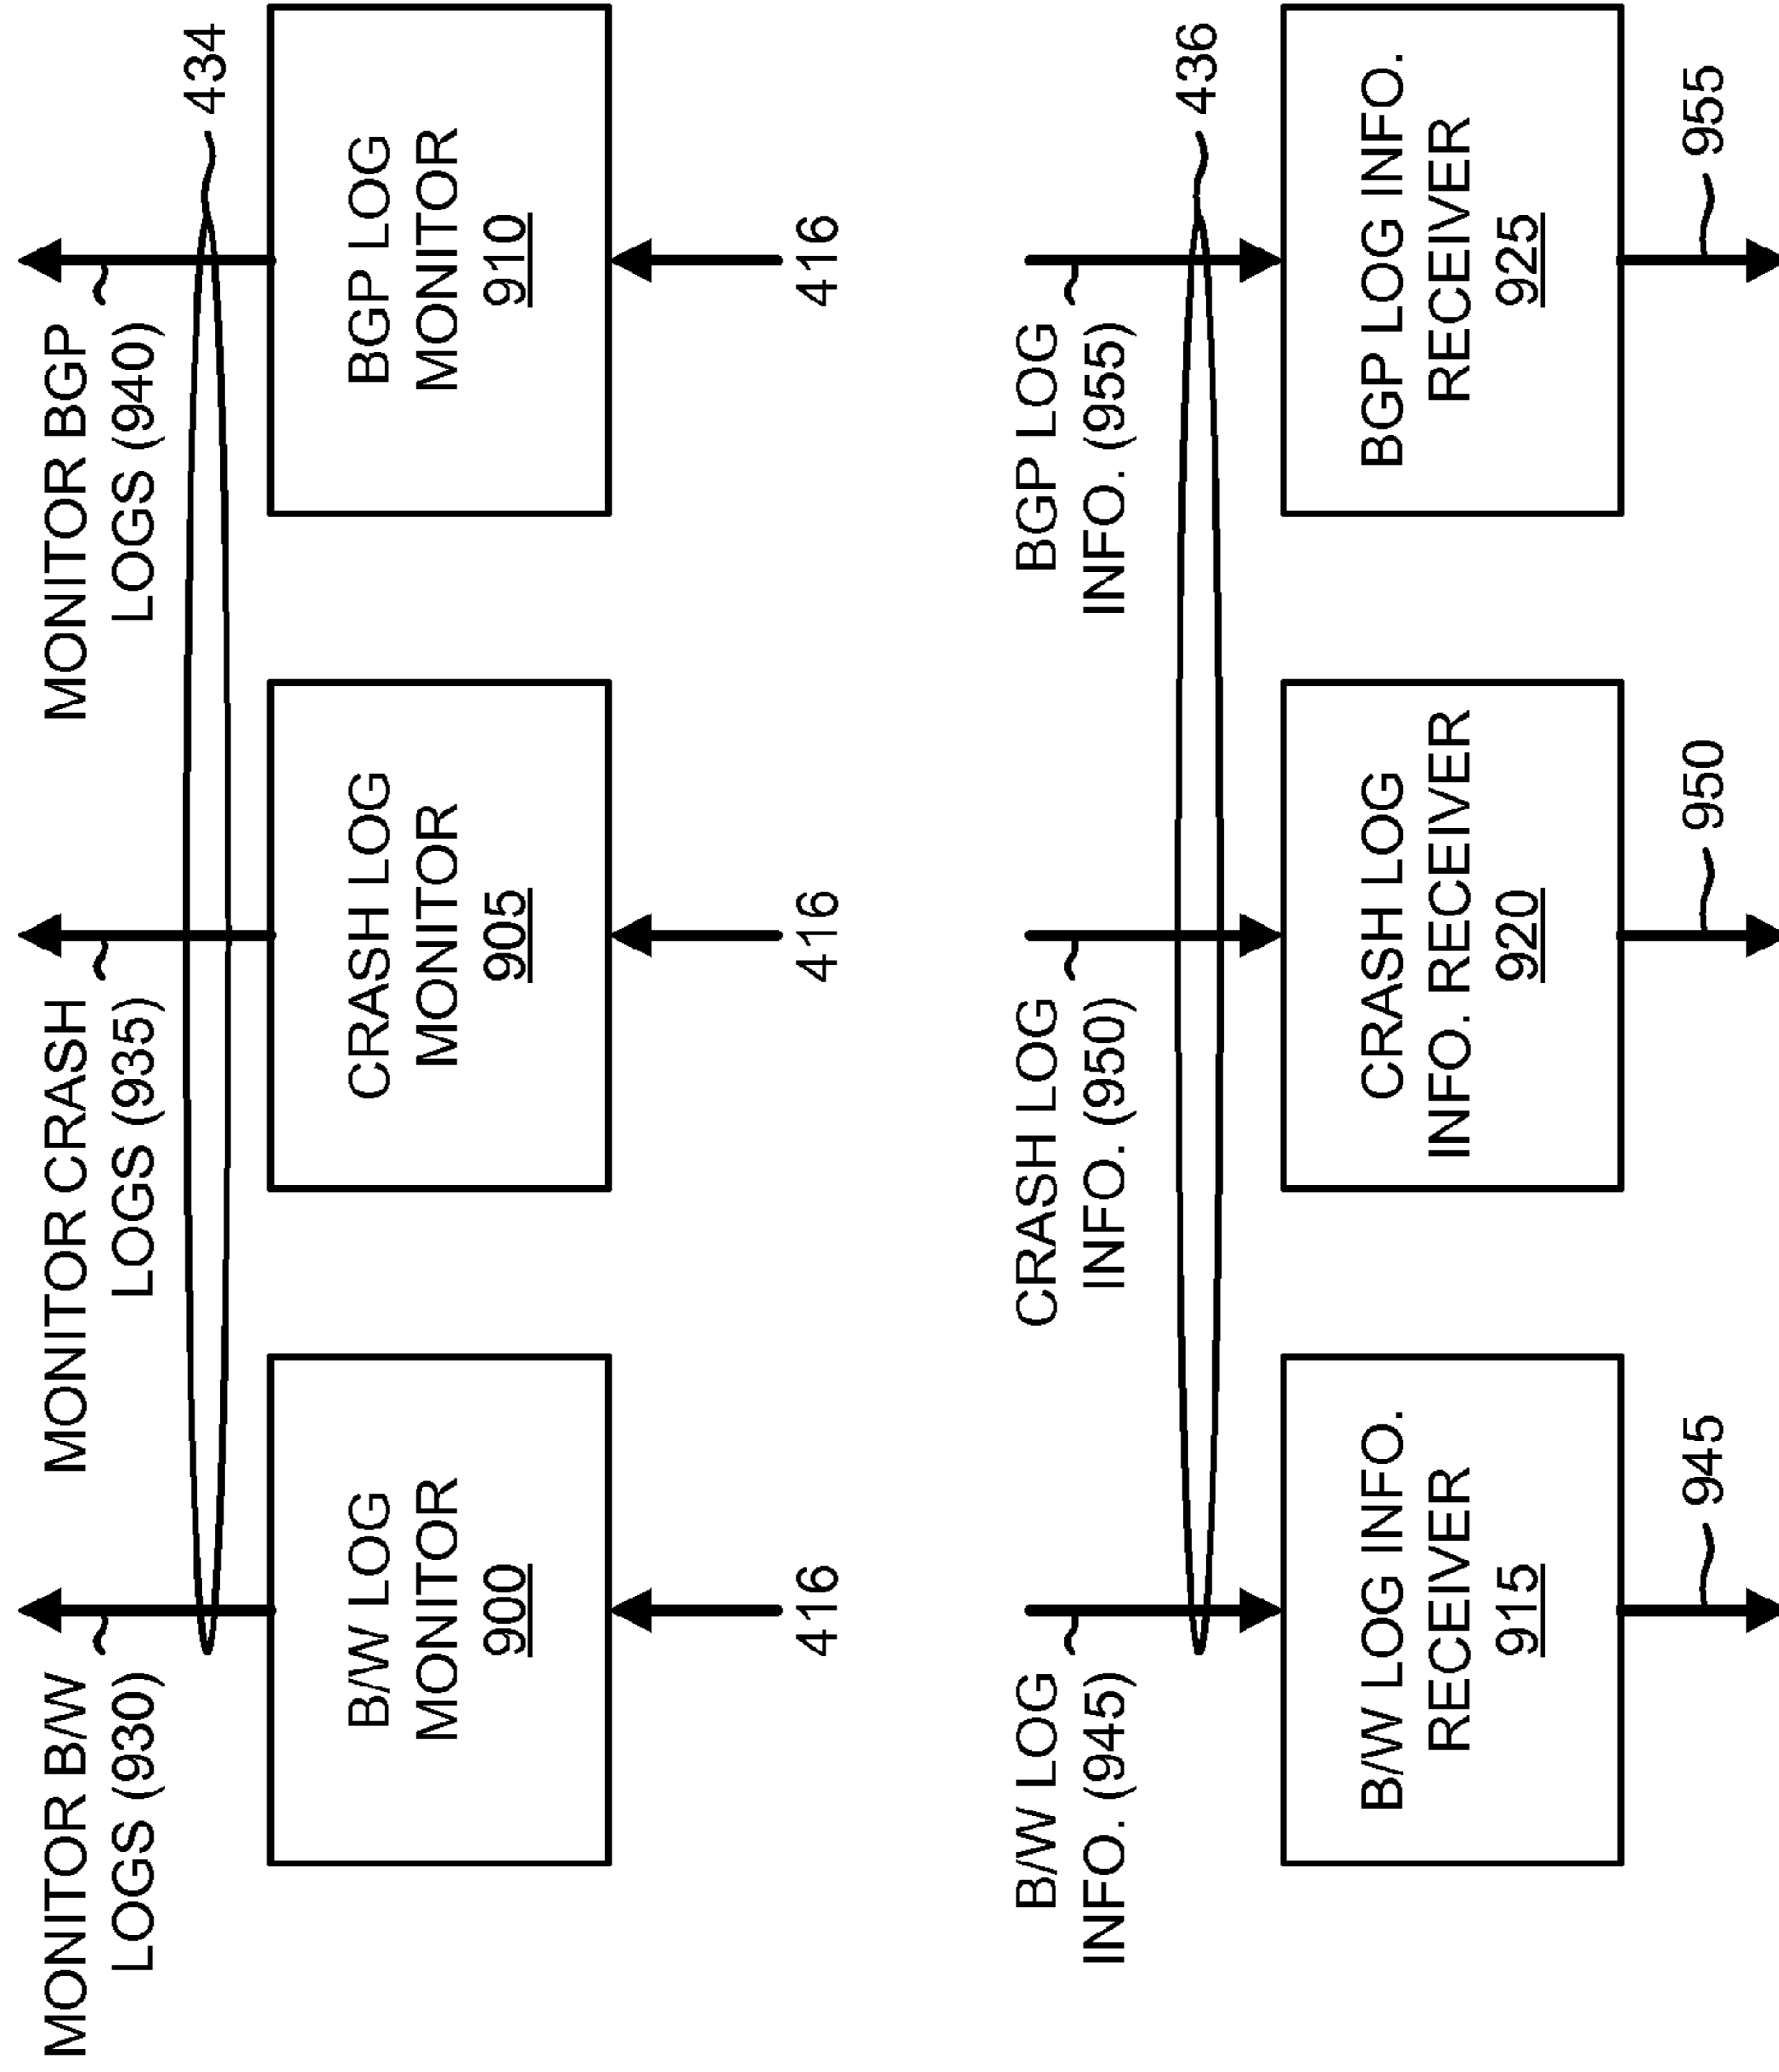 MONITOR B/W
LOGS (930)
MONITOR CRASH
LOGS (935)
MONITOR BGP
LOGS (940)
434
B/W LOG
MONITOR
900
CRASH LOG
MONITOR
905
BGP LOG
MONITOR
910
416
416
416
B/W LOG
INFO. (945)
CRASH LOG
INFO. (950)
BGP LOG
INFO. (955)
436
B/W LOG INFO.
RECEIVER
915
CRASH LOG
INFO. RECEIVER
920
BGP LOG INFO.
RECEIVER
925
945
950
955